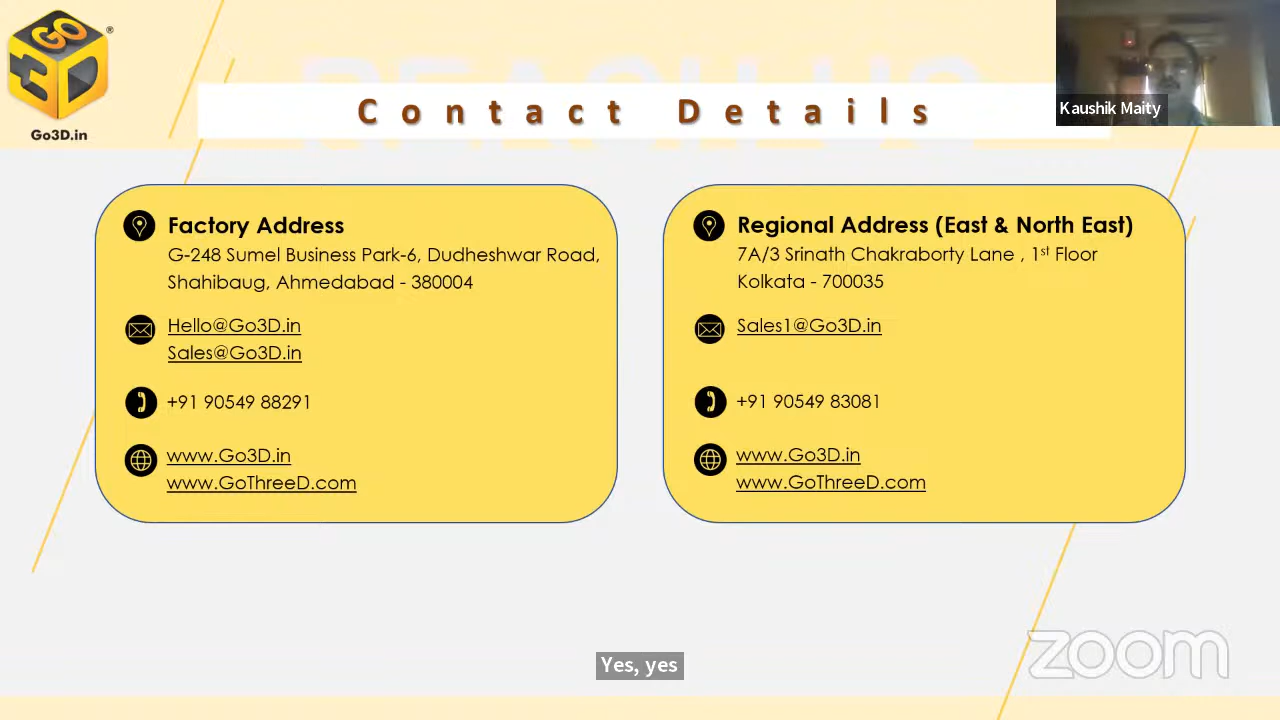 GO
3D
®
Go3D.in
REACH US
Contact Details
Kaushik Maity
Factory Address
G-248 Sumel Business Park-6, Dudheshwar Road,
Shahibaug, Ahmedabad - 380004
Hello@Go3D.in
Sales@Go3D.in
+91 90549 88291
www.Go3D.in
www.GoThreeD.com
Regional Address (East & North East)
7A/3 Srinath Chakraborty Lane , 1st Floor
Kolkata - 700035
Sales1@Go3D.in
+91 90549 83081
www.Go3D.in
www.GoThreeD.com
Yes, yes
zoom